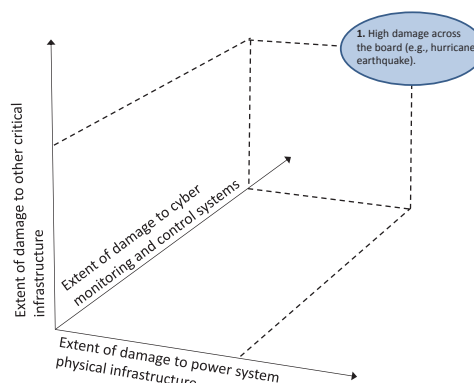 1. High damage across
the board (e.g., hurricane
earthquake).
Extent of damage to other critical
infrastructure
Extent of damage to cyber
monitoring and control systems
Extent of damage to power system
physical infrastructure